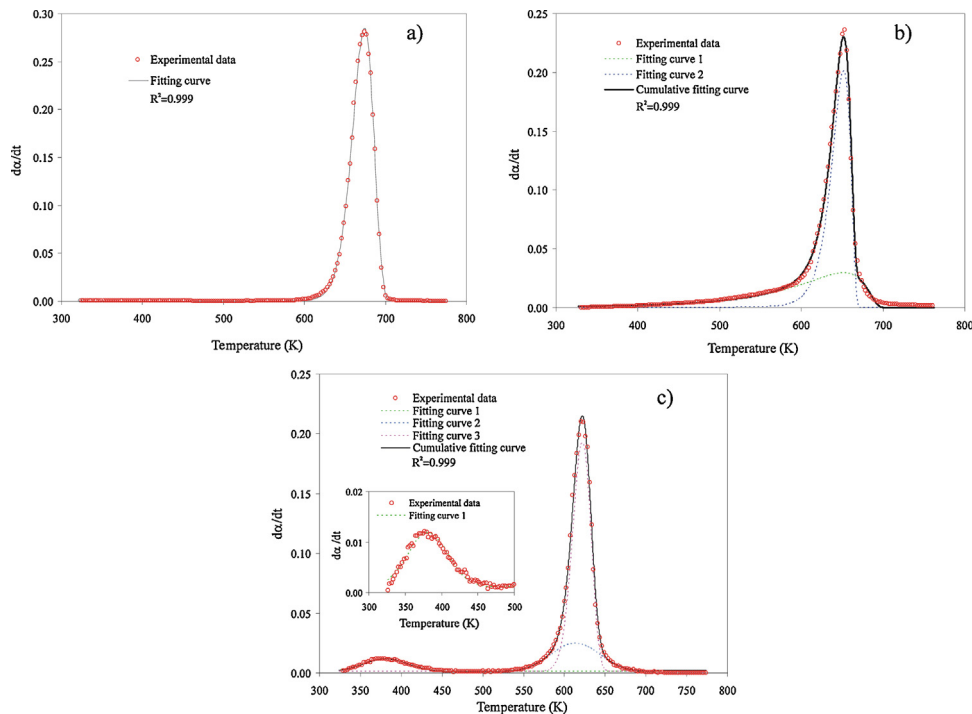 a)
0.30
0.25
0.20
0.15
0.10
0.05
0.00
dα/dt
Experimental data
Fitting curve
R²=0.999
300 400 500 600 700 800
Temperature (K)
b)
0.25
0.20
0.15
0.10
0.05
0.00
dα/dt
Experimental data
Fitting curve 1
Fitting curve 2
Cumulative fitting curve
R²=0.999
300 400 500 600 700 800
Temperature (K)
c)
0.25
0.20
0.15
0.10
0.05
0.00
dα/dt
Experimental data
Fitting curve 1
Fitting curve 2
Fitting curve 3
Cumulative fitting curve
R²=0.999
0.02
0.01
0.00
dα/dt
Experimental data
Fitting curve 1
300 350 400 450 500
Temperature (K)
300 350 400 450 500 550 600 650 700 750 800
Temperature (K)